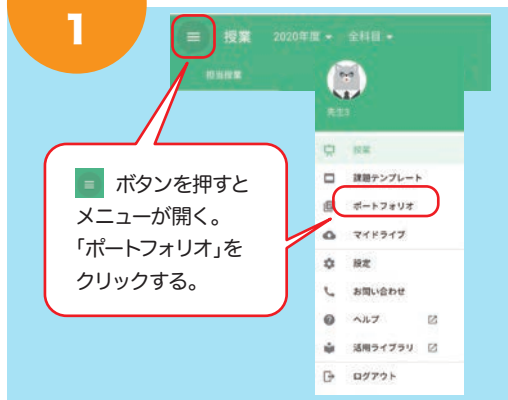 1
授業 2020年度 全科目
担当授業
先生3
授業
課題テンプレート
ポートフォリオ
マイドライブ
設定
お問い合わせ
ヘルプ
活用ライブラリ
ログアウト
ボタンを押すと
メニューが開く。
「ポートフォリオ」を
クリックする。